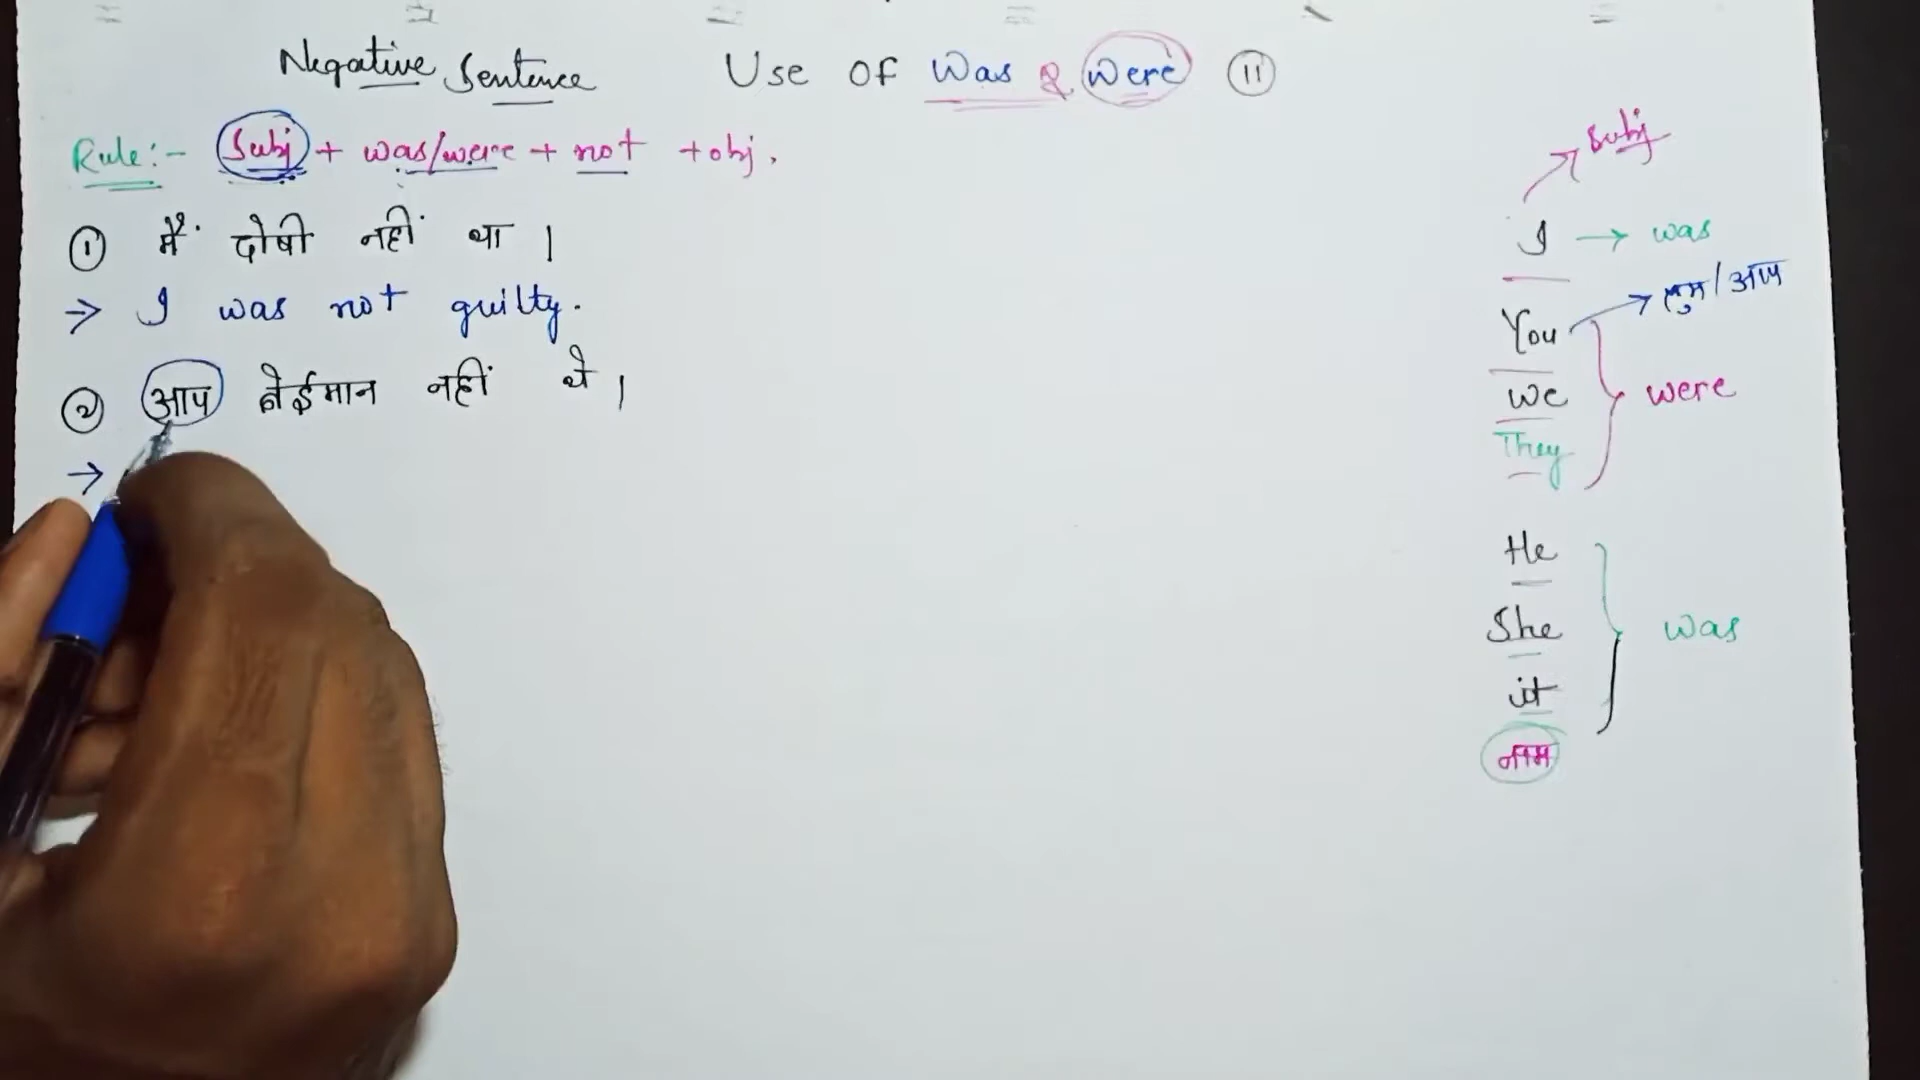 Negative Sentence Use Of Was & Were 11
Rule:- Subj + was/were + not + obj.
① मैं दोषी नहीं था |
→ I was not guilty.
② आप बेईमान नहीं थे |
→
→ Subj
I → was
You → तुम/आप
We
They
were
He
She
it
नाम
was